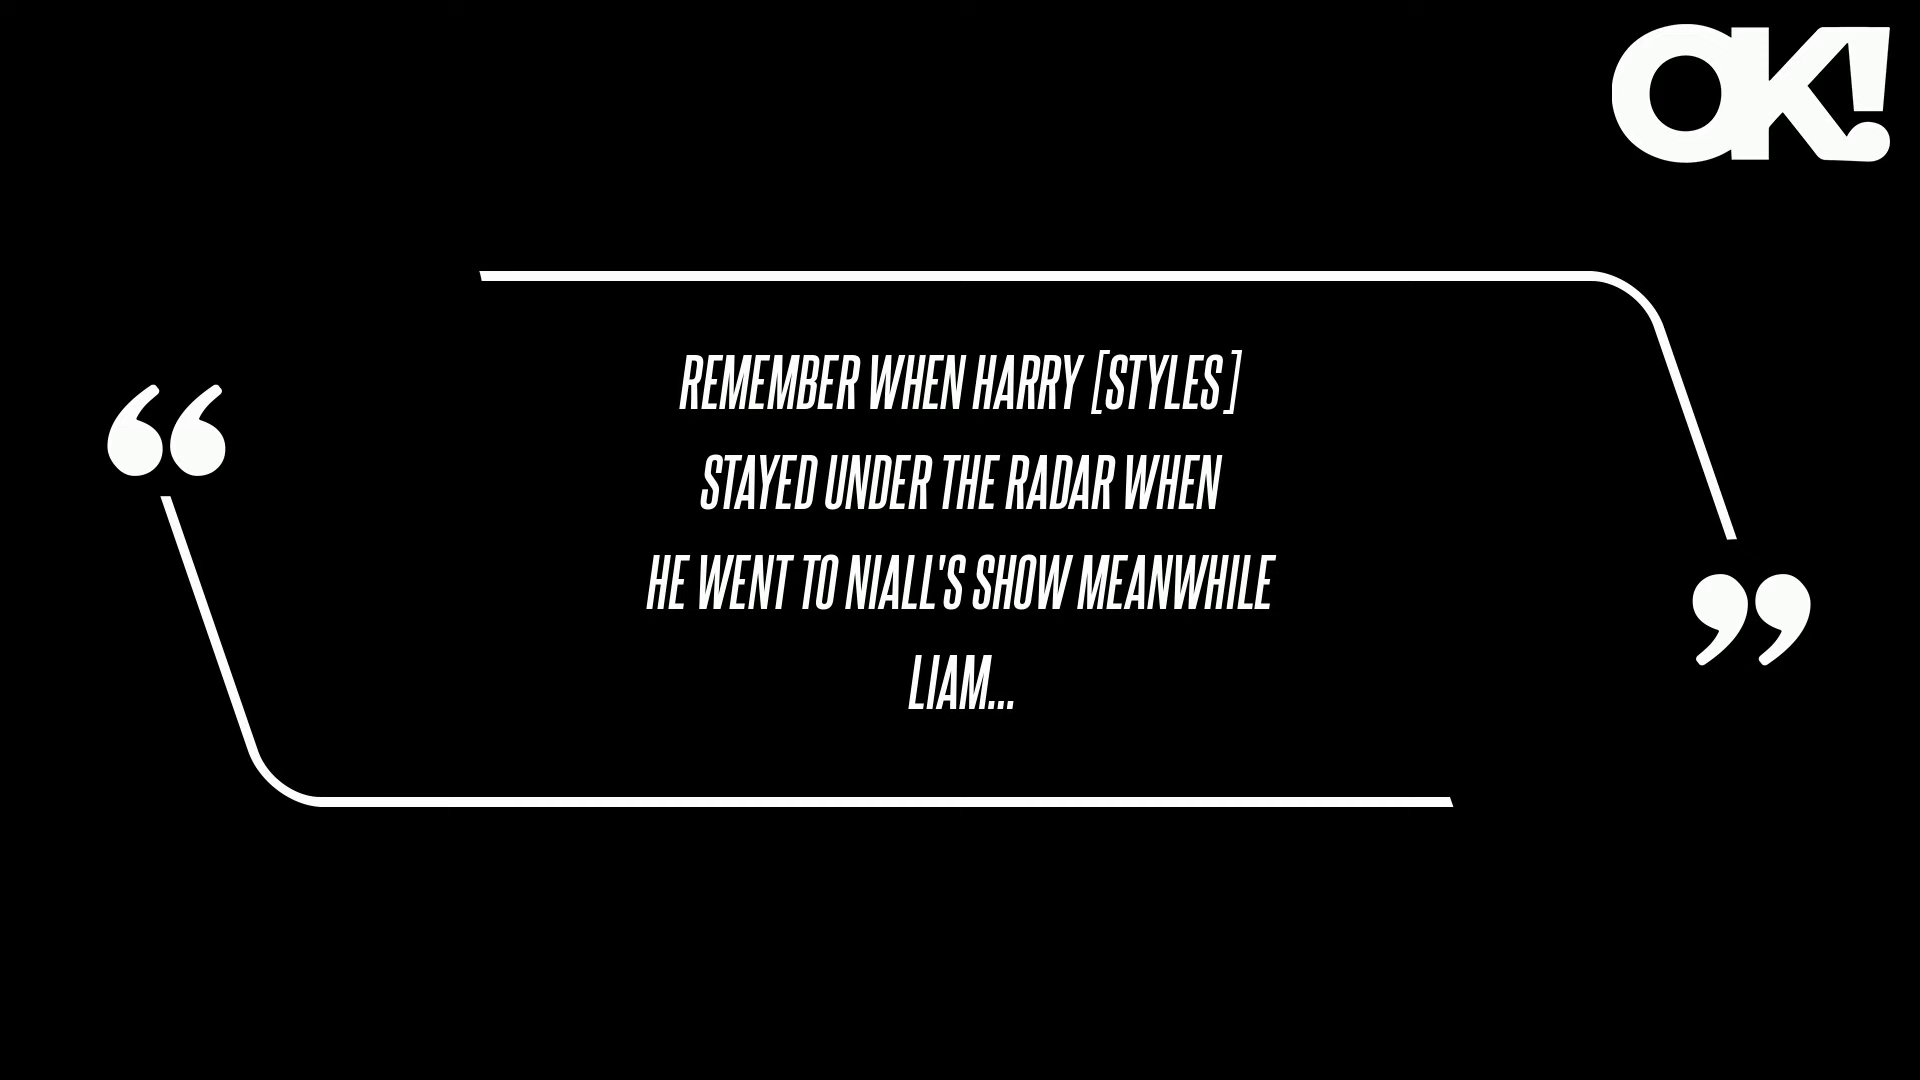 OK!
REMEMBER WHEN HARRY [STYLES]
STAYED UNDER THE RADAR WHEN
HE WENT TO NIALL'S SHOW MEANWHILE
LIAM...